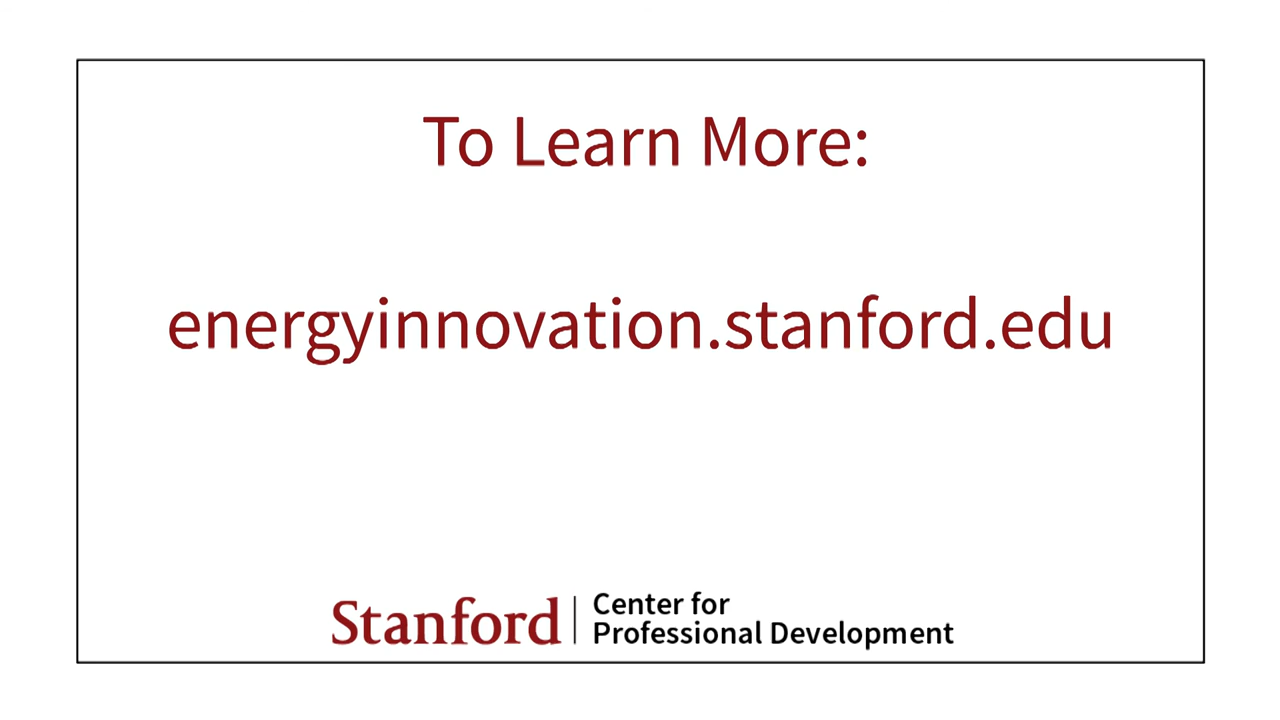 To Learn More:
energyinnovation.stanford.edu
Stanford
Center for
Professional Development